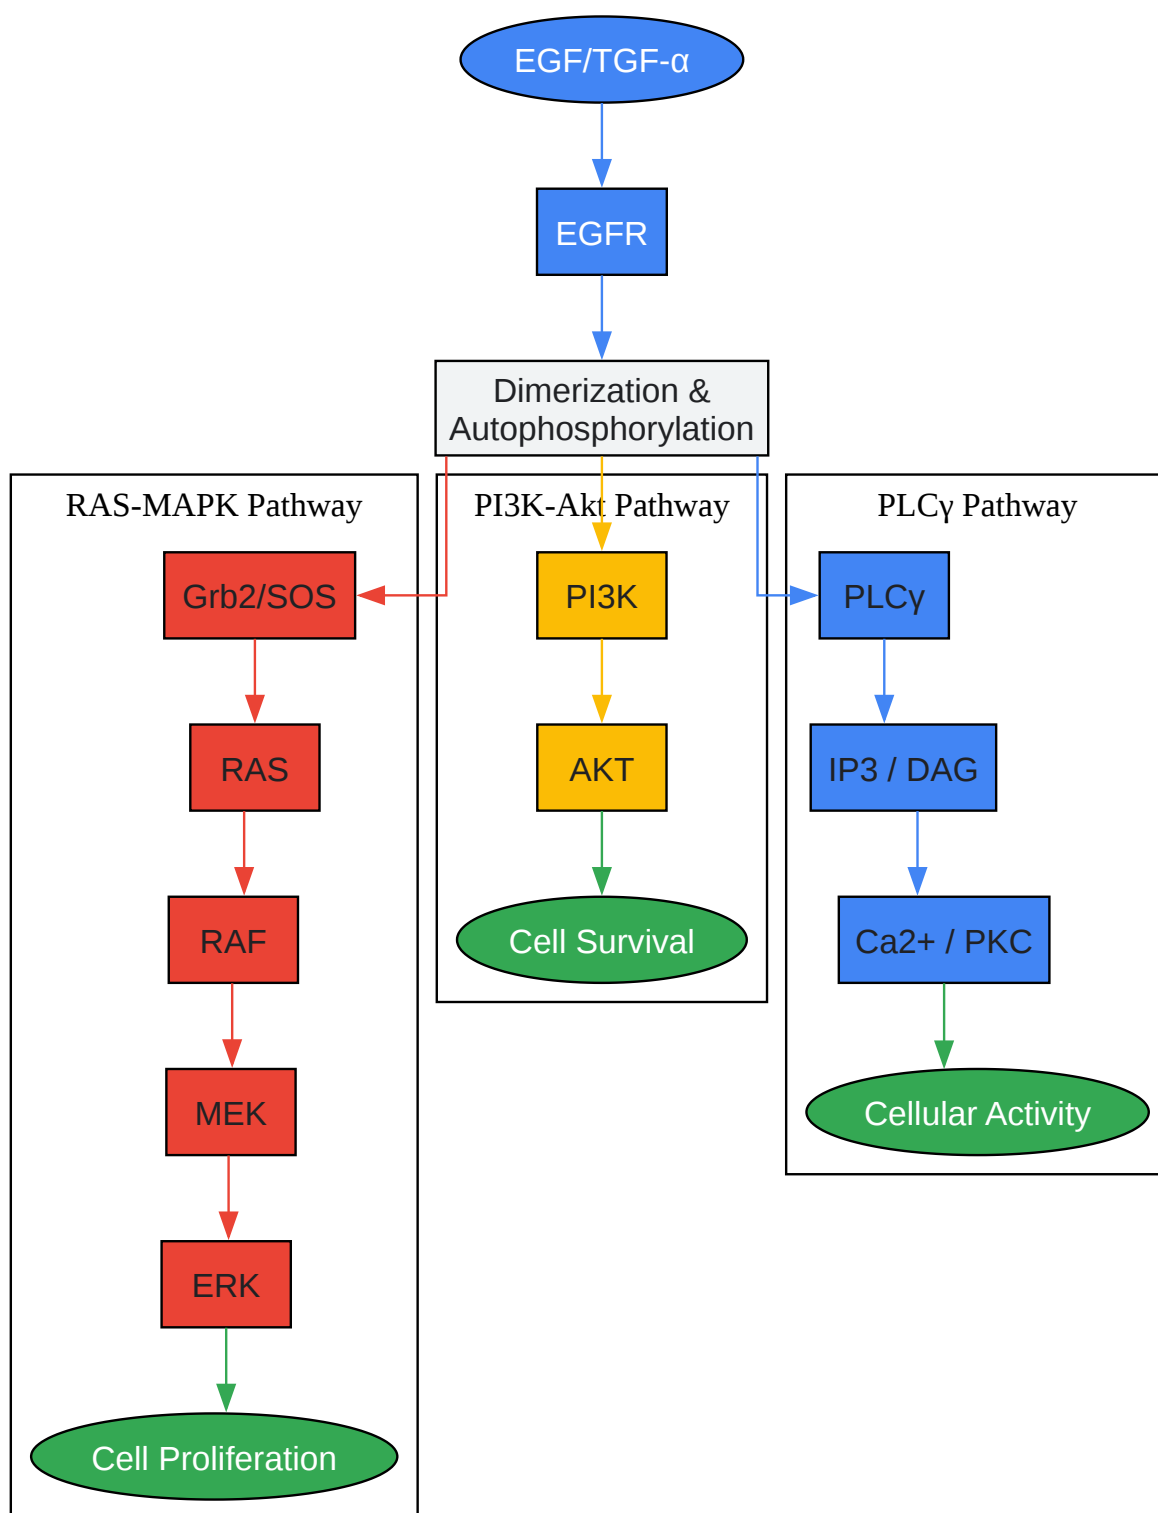 EGF/TGF-α
EGFR
Dimerization &
Autophosphorylation
RAS-MAPK Pathway
Grb2/SOS
RAS
RAF
MEK
ERK
Cell Proliferation
PI3K-Akt Pathway
PI3K
AKT
Cell Survival
PLCγ Pathway
PLCγ
IP3 / DAG
Ca2+ / PKC
Cellular Activity